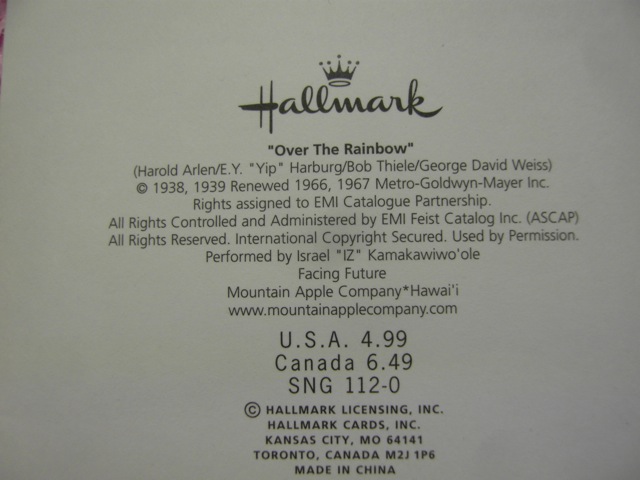 Hallmark
"Over The Rainbow"
(Harold Arlen/E.Y. "Yip" Harburg/Bob Thiele/George David Weiss)
© 1938, 1939 Renewed 1966, 1967 Metro-Goldwyn-Mayer Inc.
Rights assigned to EMI Catalogue Partnership.
All Rights Controlled and Administered by EMI Feist Catalog Inc. (ASCAP)
All Rights Reserved. International Copyright Secured. Used by Permission.
Performed by Israel "IZ" Kamakawiwo'ole
Facing Future
Mountain Apple Company*Hawai'i
www.mountainapplecompany.com
U.S.A. 4.99
Canada 6.49
SNG 112-0
© HALLMARK LICENSING, INC.
HALLMARK CARDS, INC.
KANSAS CITY, MO 64141
TORONTO, CANADA M2J 1P6
MADE IN CHINA